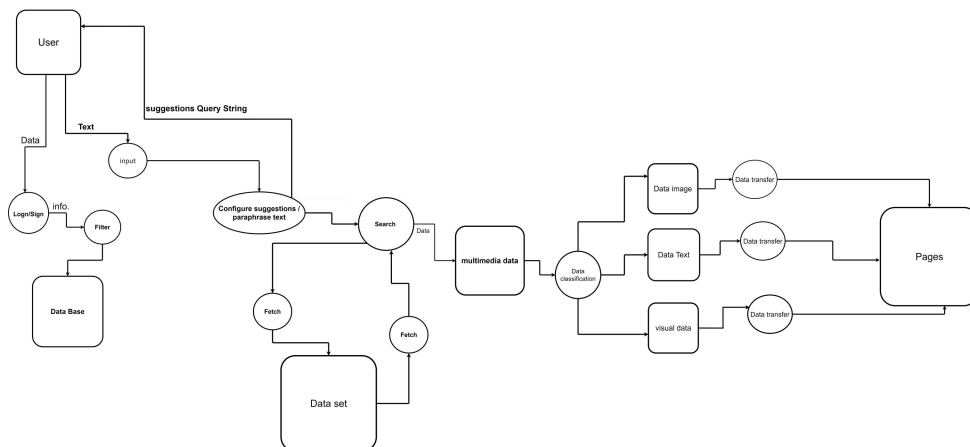 User
suggestions Query String
Text
Data
input
Logn/Sign
info.
Filter
Data Base
Configure suggestions /
paraphrase text
Search
Data
Fetch
Fetch
Data set
multimedia data
Data
classification
Data image
Data transfer
Data Text
Data transfer
visual data
Data transfer
Pages